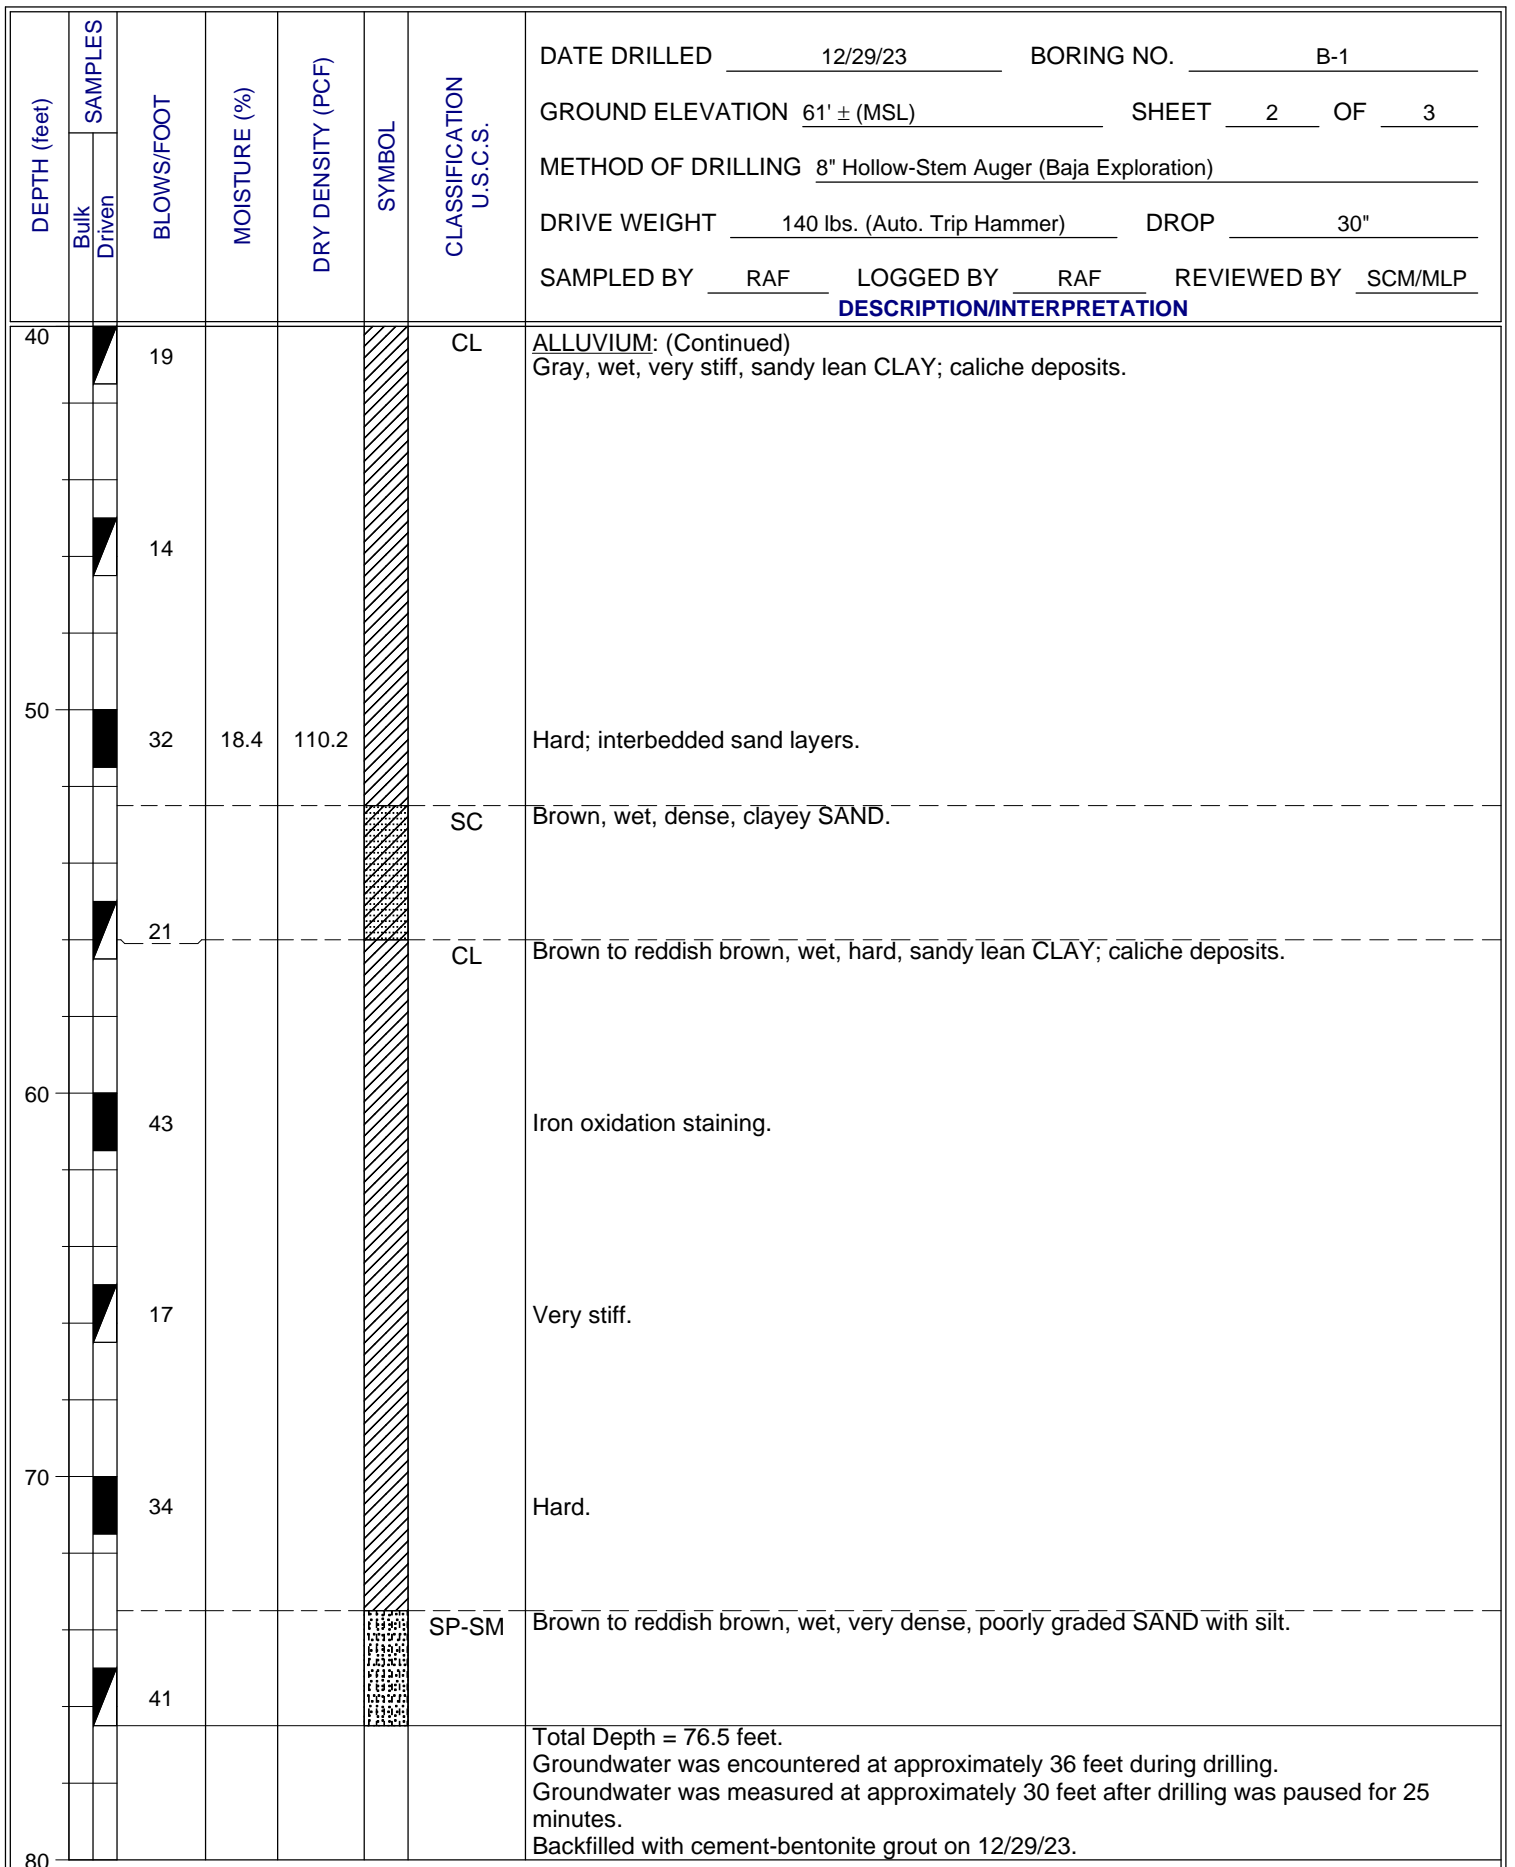 DEPTH (feet)
SAMPLES
Bulk
Driven
BLOWS/FOOT
MOISTURE (%)
DRY DENSITY (PCF)
SYMBOL
CLASSIFICATION
U.S.C.S.
DATE DRILLED 12/29/23 BORING NO. B-1
GROUND ELEVATION 61' ± (MSL) SHEET 2 OF 3
METHOD OF DRILLING 8" Hollow-Stem Auger (Baja Exploration)
DRIVE WEIGHT 140 lbs. (Auto. Trip Hammer) DROP 30"
SAMPLED BY RAF LOGGED BY RAF REVIEWED BY SCM/MLP
DESCRIPTION/INTERPRETATION
40 19 CL ALLUVIUM: (Continued)
Gray, wet, very stiff, sandy lean CLAY; caliche deposits.
14
50
32 18.4 110.2 Hard; interbedded sand layers.
SC Brown, wet, dense, clayey SAND.
21
CL Brown to reddish brown, wet, hard, sandy lean CLAY; caliche deposits.
60
43 Iron oxidation staining.
17 Very stiff.
70
34 Hard.
SP-SM Brown to reddish brown, wet, very dense, poorly graded SAND with silt.
41
Total Depth = 76.5 feet.
Groundwater was encountered at approximately 36 feet during drilling.
Groundwater was measured at approximately 30 feet after drilling was paused for 25
minutes.
Backfilled with cement-bentonite grout on 12/29/23.
80